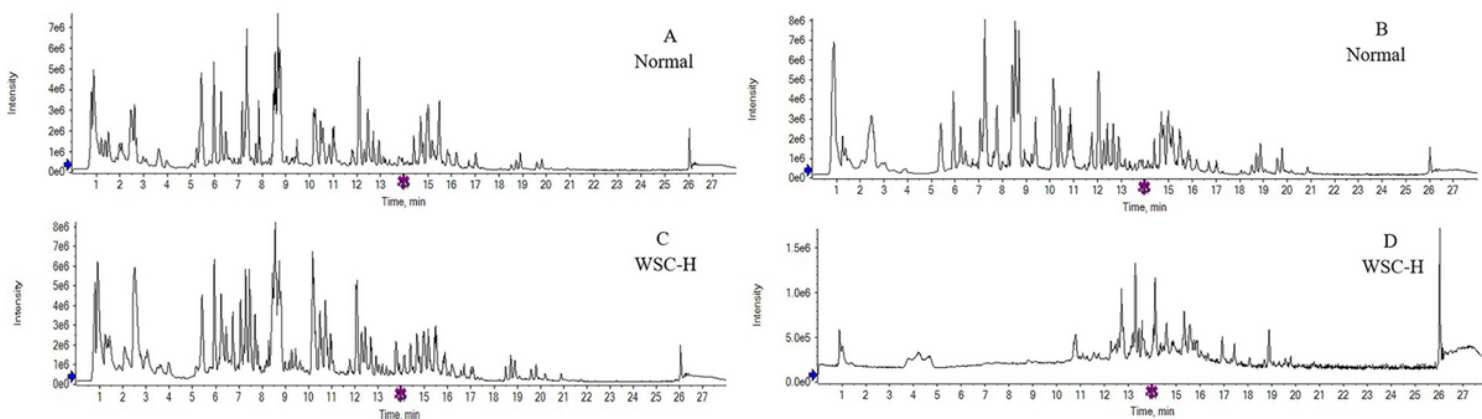 A
Normal
Intensity
7e6
6e6
5e6
4e6
3e6
2e6
1e6
0e0
1 2 3 4 5 6 7 8 9 10 11 12 13 14 15 16 17 18 19 20 21 22 23 24 25 26 27
Time, min
B
Normal
Intensity
8e6
7e6
6e6
5e6
4e6
3e6
2e6
1e6
0e0
1 2 3 4 5 6 7 8 9 10 11 12 13 14 15 16 17 18 19 20 21 22 23 24 25 26 27
Time, min
C
WSC-H
Intensity
8e6
7e6
6e6
5e6
4e6
3e6
2e6
1e6
0e0
1 2 3 4 5 6 7 8 9 10 11 12 13 14 15 16 17 18 19 20 21 22 23 24 25 26 27
Time, min
D
WSC-H
Intensity
1.5e6
1.0e6
5.0e5
0.0e0
1 2 3 4 5 6 7 8 9 10 11 12 13 14 15 16 17 18 19 20 21 22 23 24 25 26 27
Time, min